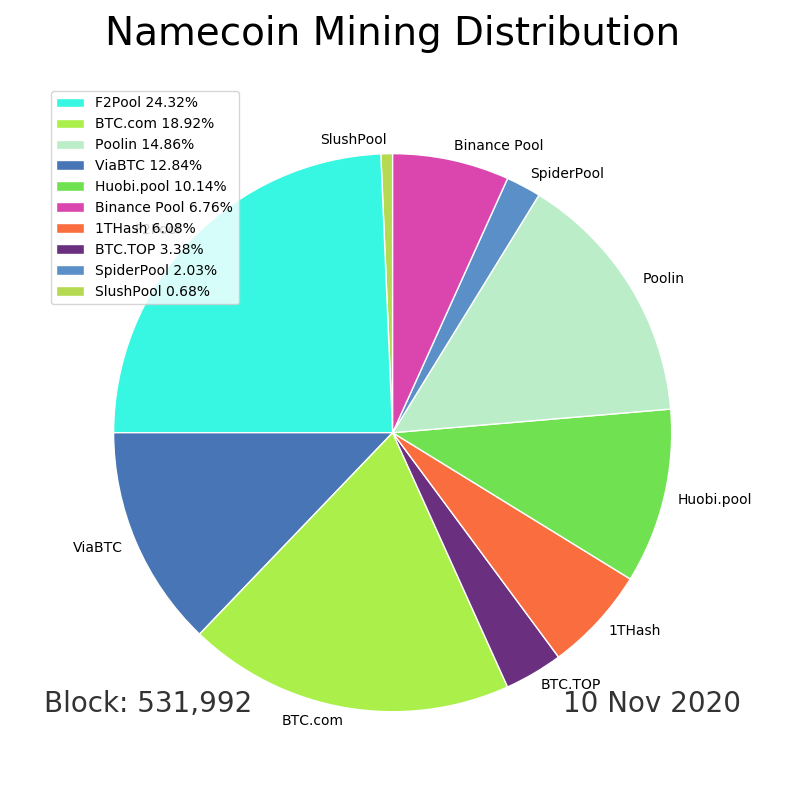 Namecoin Mining Distribution
F2Pool 24.32%
BTC.com 18.92%
Poolin 14.86%
ViaBTC 12.84%
Huobi.pool 10.14%
Binance Pool 6.76%
1THash 6.08%
BTC.TOP 3.38%
SpiderPool 2.03%
SlushPool 0.68%
SlushPool
Binance Pool
SpiderPool
Poolin
Huobi.pool
1THash
BTC.TOP
BTC.com
ViaBTC
Block: 531,992
10 Nov 2020